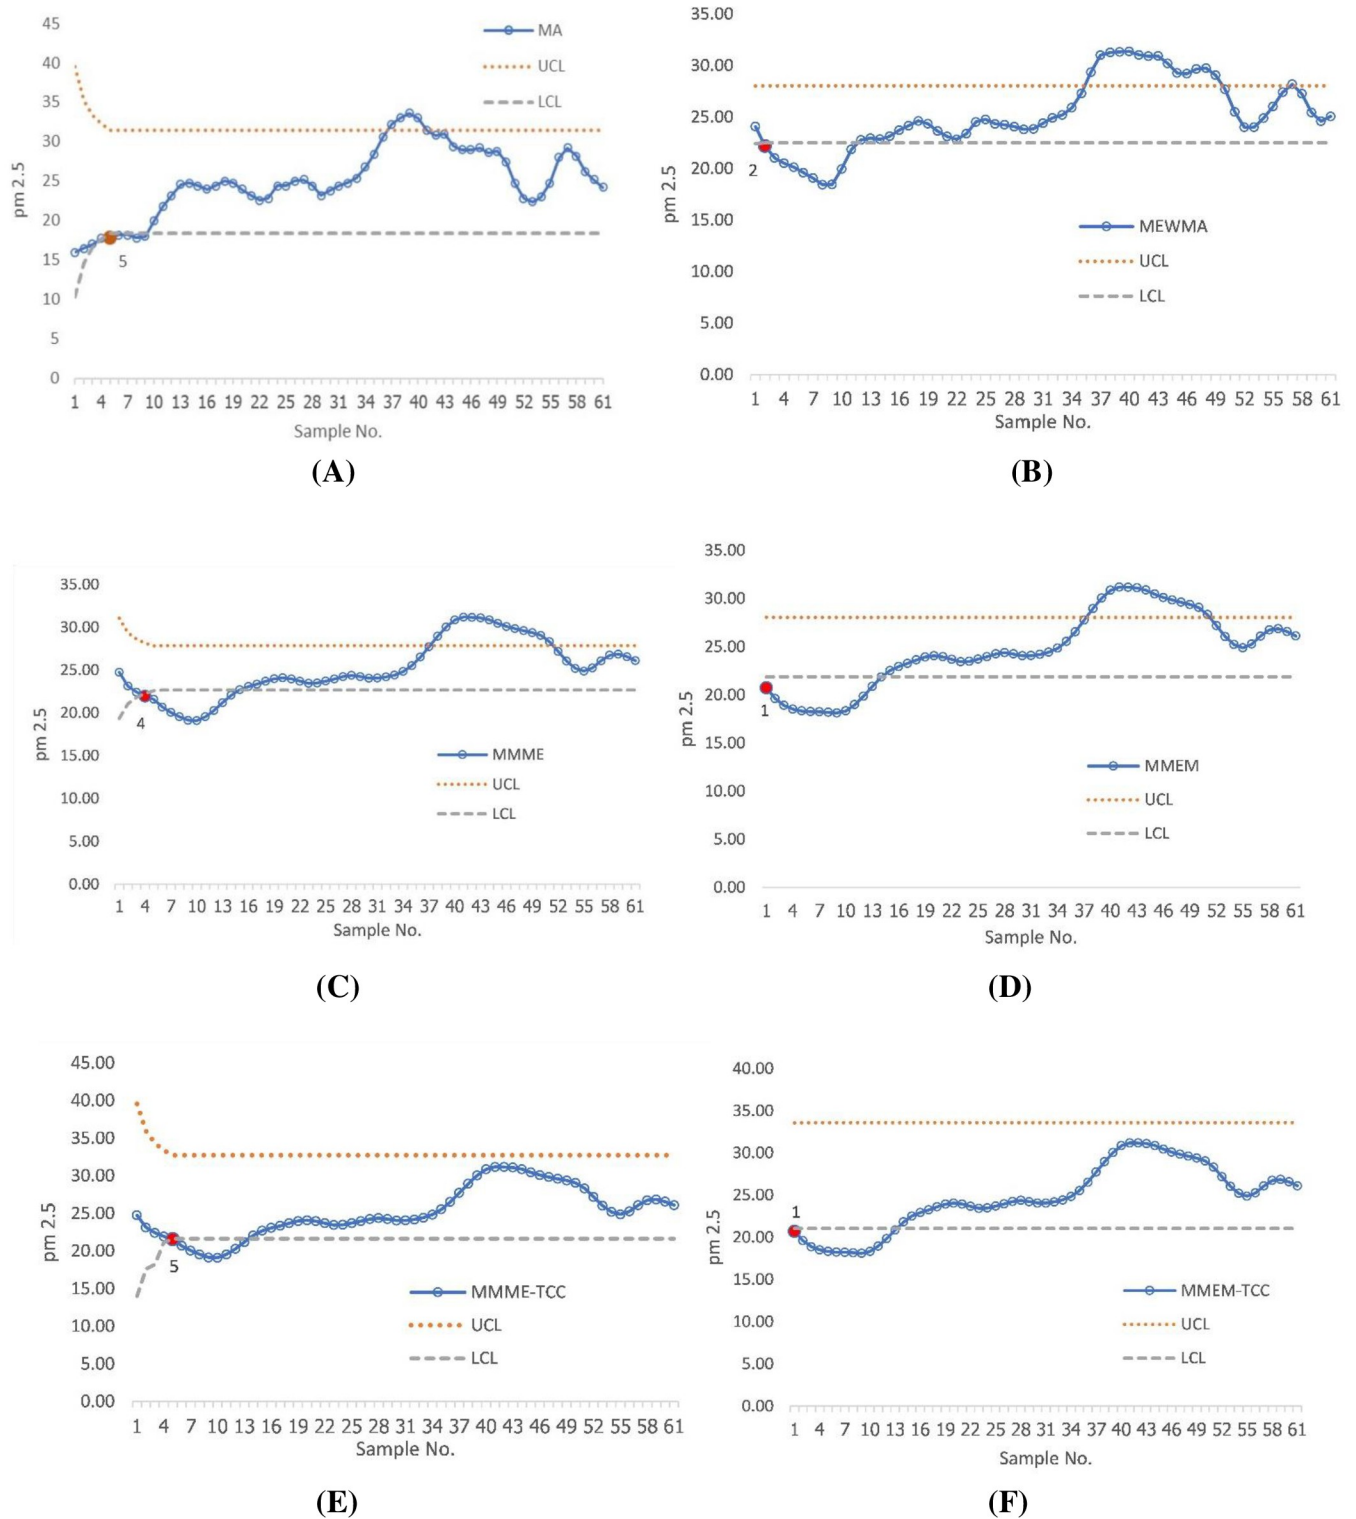 45
40
35
30
25
20
15
10
5
0
pm 2.5
MA
UCL
LCL
5
1 4 7 10 13 16 19 22 25 28 31 34 37 40 43 46 49 52 55 58 61
Sample No.
(A)
35.00
30.00
25.00
20.00
15.00
10.00
5.00
0.00
pm 2.5
2
MEWMA
UCL
LCL
1 4 7 10 13 16 19 22 25 28 31 34 37 40 43 46 49 52 55 58 61
Sample No.
(B)
35.00
30.00
25.00
20.00
15.00
10.00
5.00
0.00
pm 2.5
4
MMME
UCL
LCL
1 4 7 10 13 16 19 22 25 28 31 34 37 40 43 46 49 52 55 58 61
Sample No.
(C)
35.00
30.00
25.00
20.00
15.00
10.00
5.00
0.00
pm 2.5
1
MMEM
UCL
LCL
1 4 7 10 13 16 19 22 25 28 31 34 37 40 43 46 49 52 55 58 61
Sample No.
(D)
45.00
40.00
35.00
30.00
25.00
20.00
15.00
10.00
5.00
0.00
pm 2.5
5
MMME-TCC
UCL
LCL
1 4 7 10 13 16 19 22 25 28 31 34 37 40 43 46 49 52 55 58 61
Sample No.
(E)
40.00
35.00
30.00
25.00
20.00
15.00
10.00
5.00
0.00
pm 2.5
1
MMEM-TCC
UCL
LCL
1 4 7 10 13 16 19 22 25 28 31 34 37 40 43 46 49 52 55 58 61
Sample No.
(F)